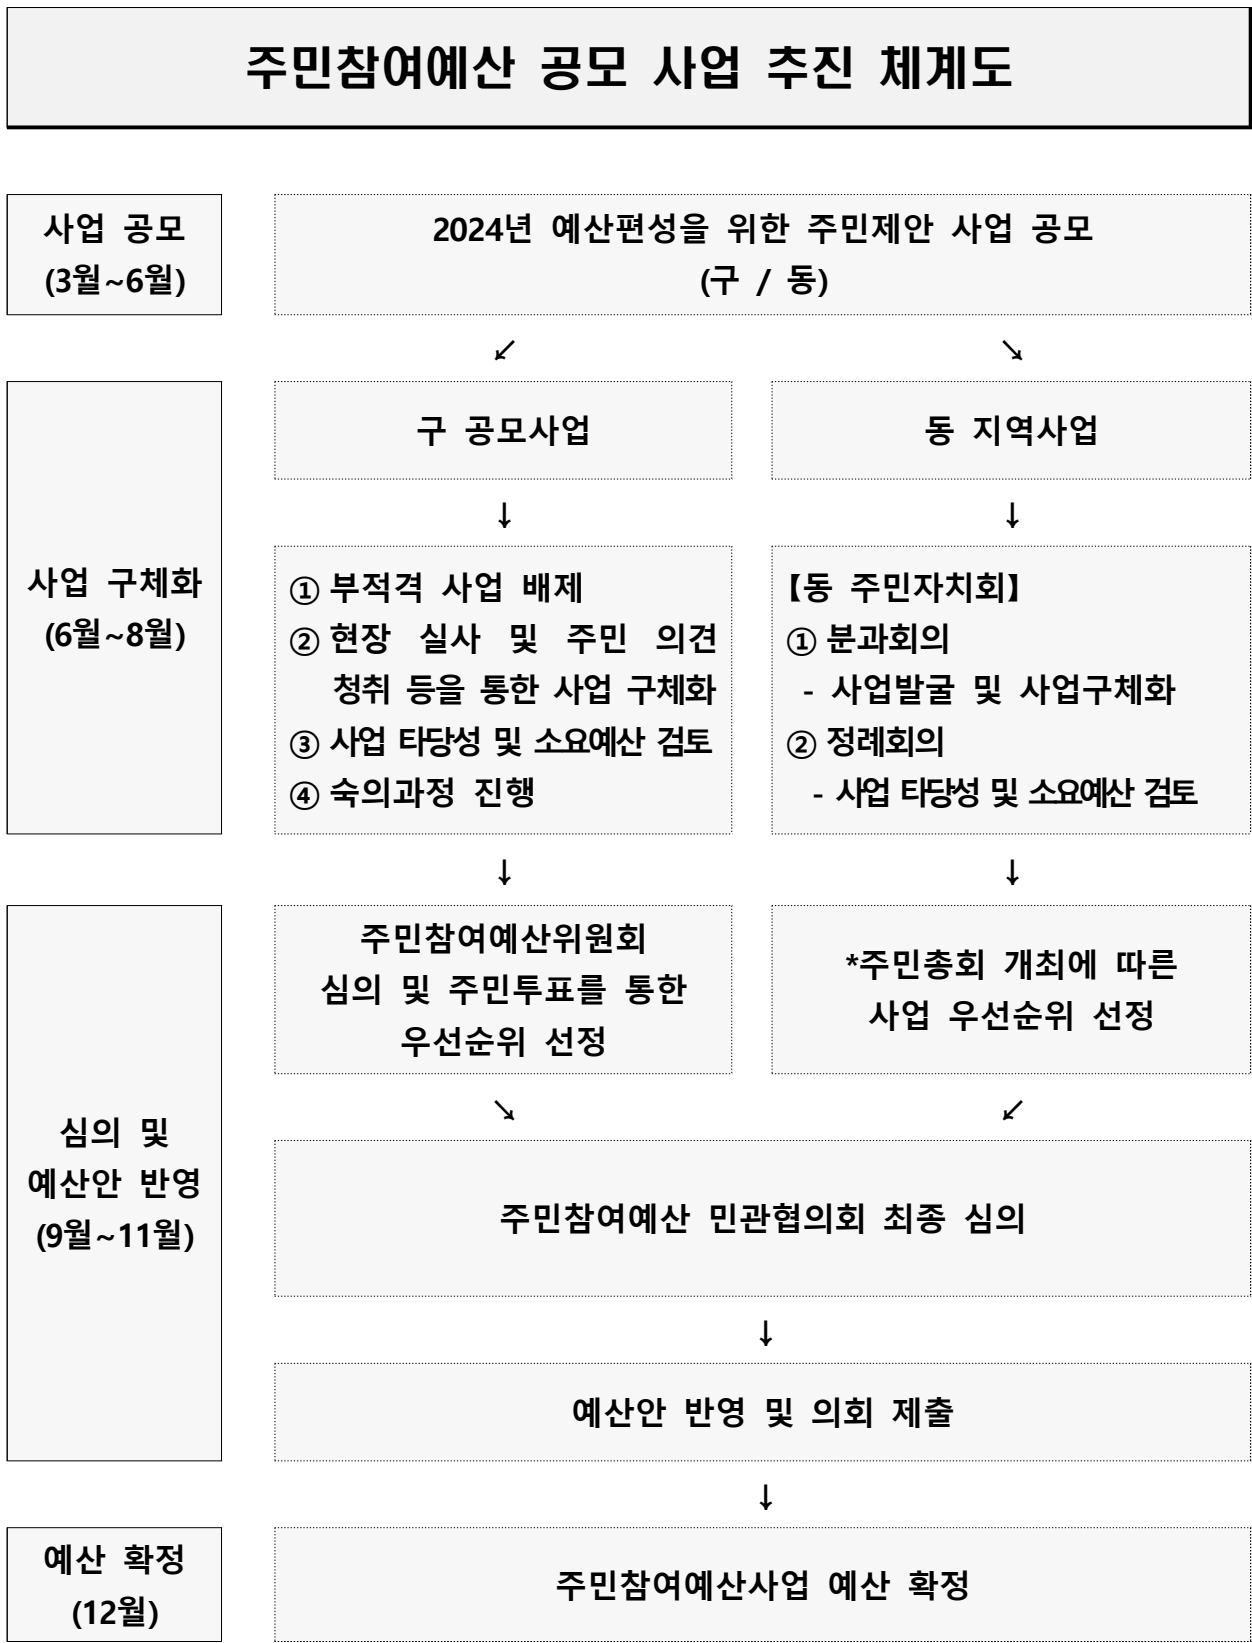 주민참여예산 공모 사업 추진 체계도
사업 공모
(3월~6월)
2024년 예산편성을 위한 주민제안 사업 공모
(구 / 동)
↙ ↘
구 공모사업
동 지역사업
↓ ↓
사업 구체화
(6월~8월)
① 부적격 사업 배제
② 현장 실사 및 주민 의견
청취 등을 통한 사업 구체화
③ 사업 타당성 및 소요예산 검토
④ 숙의과정 진행
【동 주민자치회】
① 분과회의
- 사업발굴 및 사업구체화
② 정례회의
- 사업 타당성 및 소요예산 검토
↓ ↓
심의 및
예산안 반영
(9월~11월)
주민참여예산위원회
심의 및 주민투표를 통한
우선순위 선정
*주민총회 개최에 따른
사업 우선순위 선정
↘ ↙
주민참여예산 민관협의회 최종 심의
↓
예산안 반영 및 의회 제출
↓
예산 확정
(12월)
주민참여예산사업 예산 확정